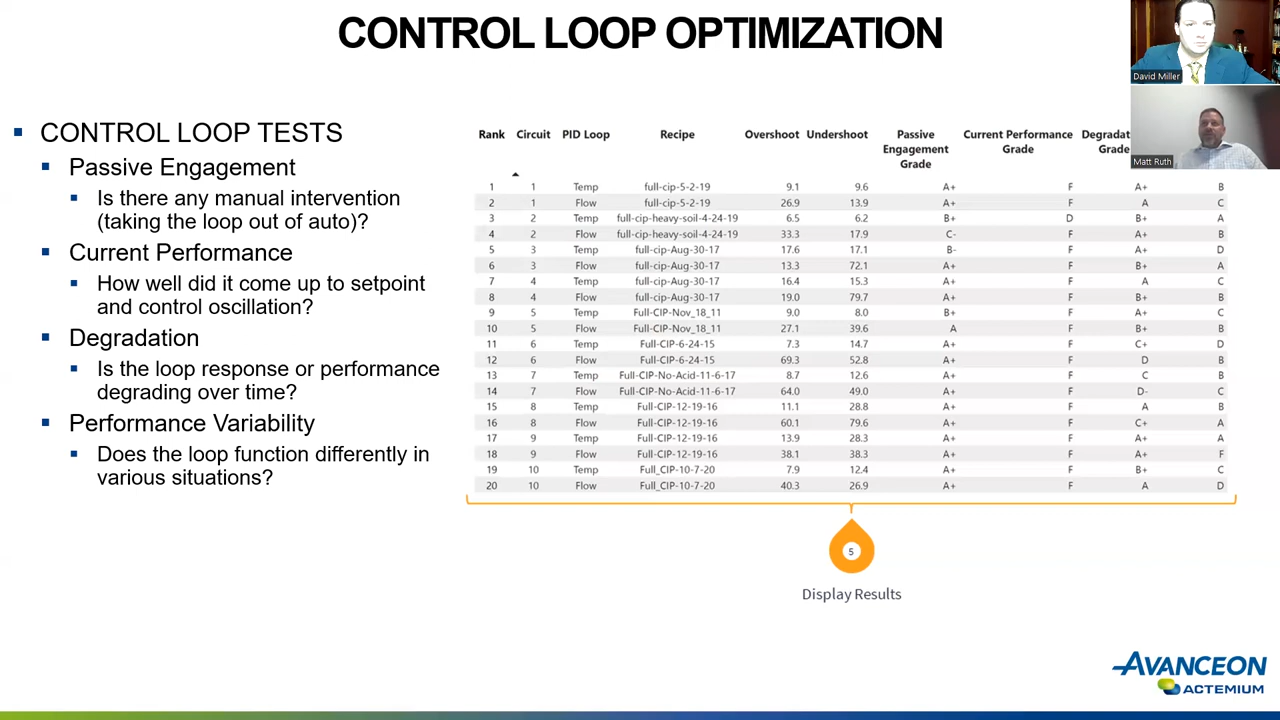 CONTROL LOOP OPTIMIZATION
David Miller
Matt Ruth
▪ CONTROL LOOP TESTS
▪ Passive Engagement
▪ Is there any manual intervention
(taking the loop out of auto)?
▪ Current Performance
▪ How well did it come up to setpoint
and control oscillation?
▪ Degradation
▪ Is the loop response or performance
degrading over time?
▪ Performance Variability
▪ Does the loop function differently in
various situations?
Rank Circuit PID Loop Recipe Overshoot Undershoot Passive Current Performance Degradat
Engagement Grade Grade
Grade
1 1 Temp full-cip-5-2-19 9.1 9.6 A+ F A+ B
2 1 Flow full-cip-5-2-19 26.9 13.9 A+ F A C
3 2 Temp full-cip-heavy-soil-4-24-19 6.5 6.2 B+ D B+ A
4 2 Flow full-cip-heavy-soil-4-24-19 33.3 17.9 C- F A+ B
5 3 Temp full-cip-Aug-30-17 17.6 17.1 B- F A+ D
6 3 Flow full-cip-Aug-30-17 13.3 72.1 A+ F B+ A
7 4 Temp full-cip-Aug-30-17 16.4 15.3 A+ F A C
8 4 Flow full-cip-Aug-30-17 19.0 79.7 A+ F B+ B
9 5 Temp Full-CIP-Nov_18_11 9.0 8.0 B+ F A+ C
10 5 Flow Full-CIP-Nov_18_11 27.1 39.6 A F B+ B
11 6 Temp Full-CIP-6-24-15 7.3 14.7 A+ F C+ D
12 6 Flow Full-CIP-6-24-15 69.3 52.8 A+ F D B
13 7 Temp Full-CIP-No-Acid-11-6-17 8.7 12.6 A+ F C B
14 7 Flow Full-CIP-No-Acid-11-6-17 64.0 49.0 A+ F D- C
15 8 Temp Full-CIP-12-19-16 11.1 28.8 A+ F A B
16 8 Flow Full-CIP-12-19-16 60.1 79.6 A+ F C+ A
17 9 Temp Full-CIP-12-19-16 13.9 28.3 A+ F A+ A
18 9 Flow Full-CIP-12-19-16 38.1 38.3 A+ F A+ F
19 10 Temp Full_CIP-10-7-20 7.9 12.4 A+ F B+ C
20 10 Flow Full_CIP-10-7-20 40.3 26.9 A+ F A D
5
Display Results
AVANCEON
ACTEMIUM